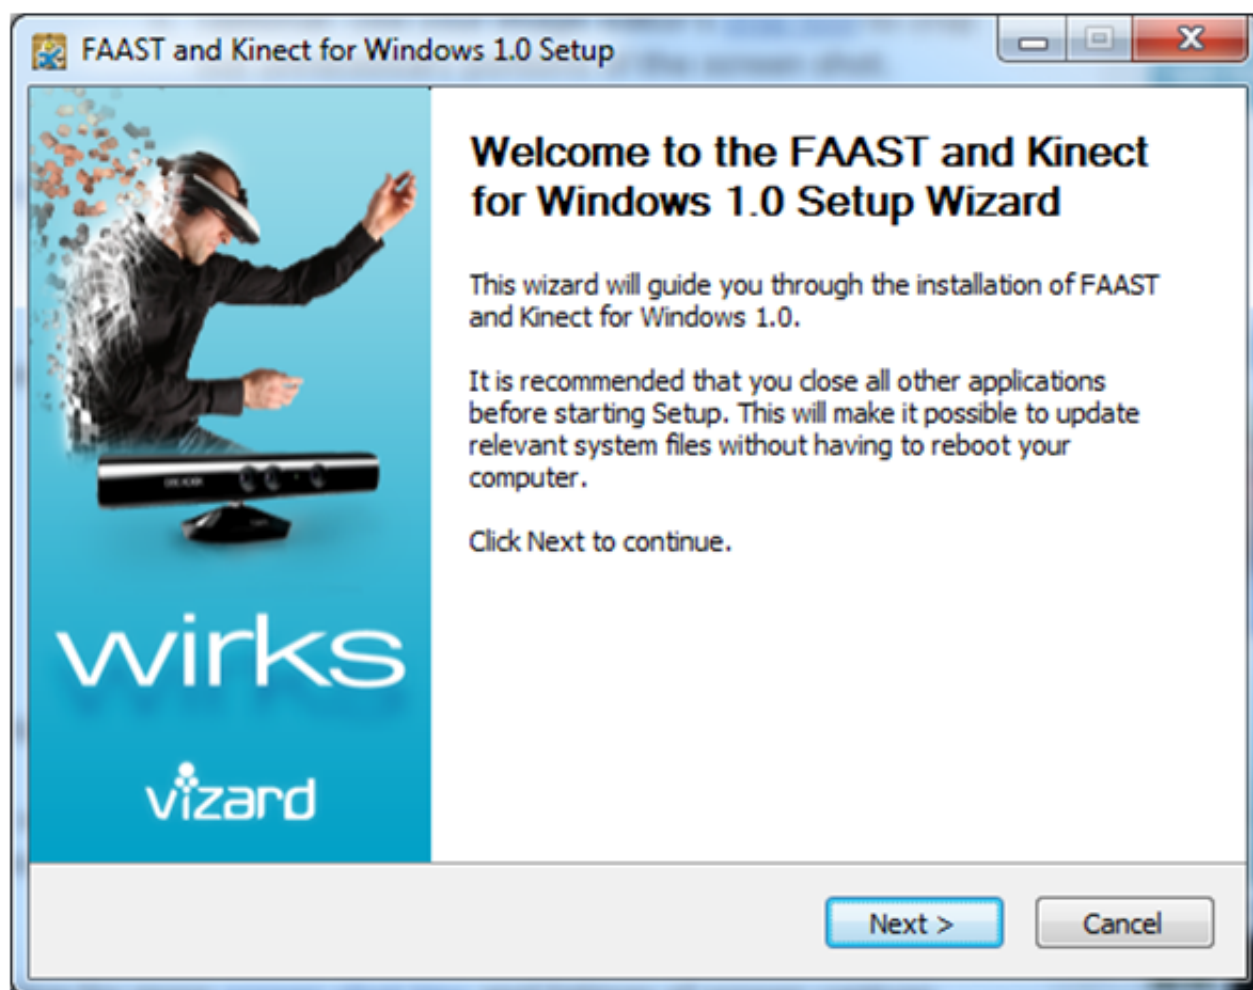 FAAST and Kinect for Windows 1.0 Setup
Welcome to the FAAST and Kinect
for Windows 1.0 Setup Wizard
This wizard will guide you through the installation of FAAST
and Kinect for Windows 1.0.
It is recommended that you close all other applications
before starting Setup. This will make it possible to update
relevant system files without having to reboot your
computer.
Click Next to continue.
wirks
vizard
Next >
Cancel